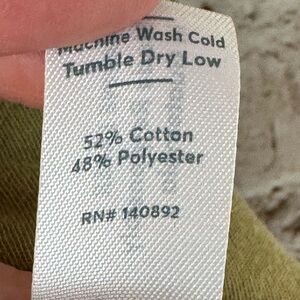 Machine Wash Cold
Tumble Dry Low
52% Cotton
48% Polyester
RN# 140892